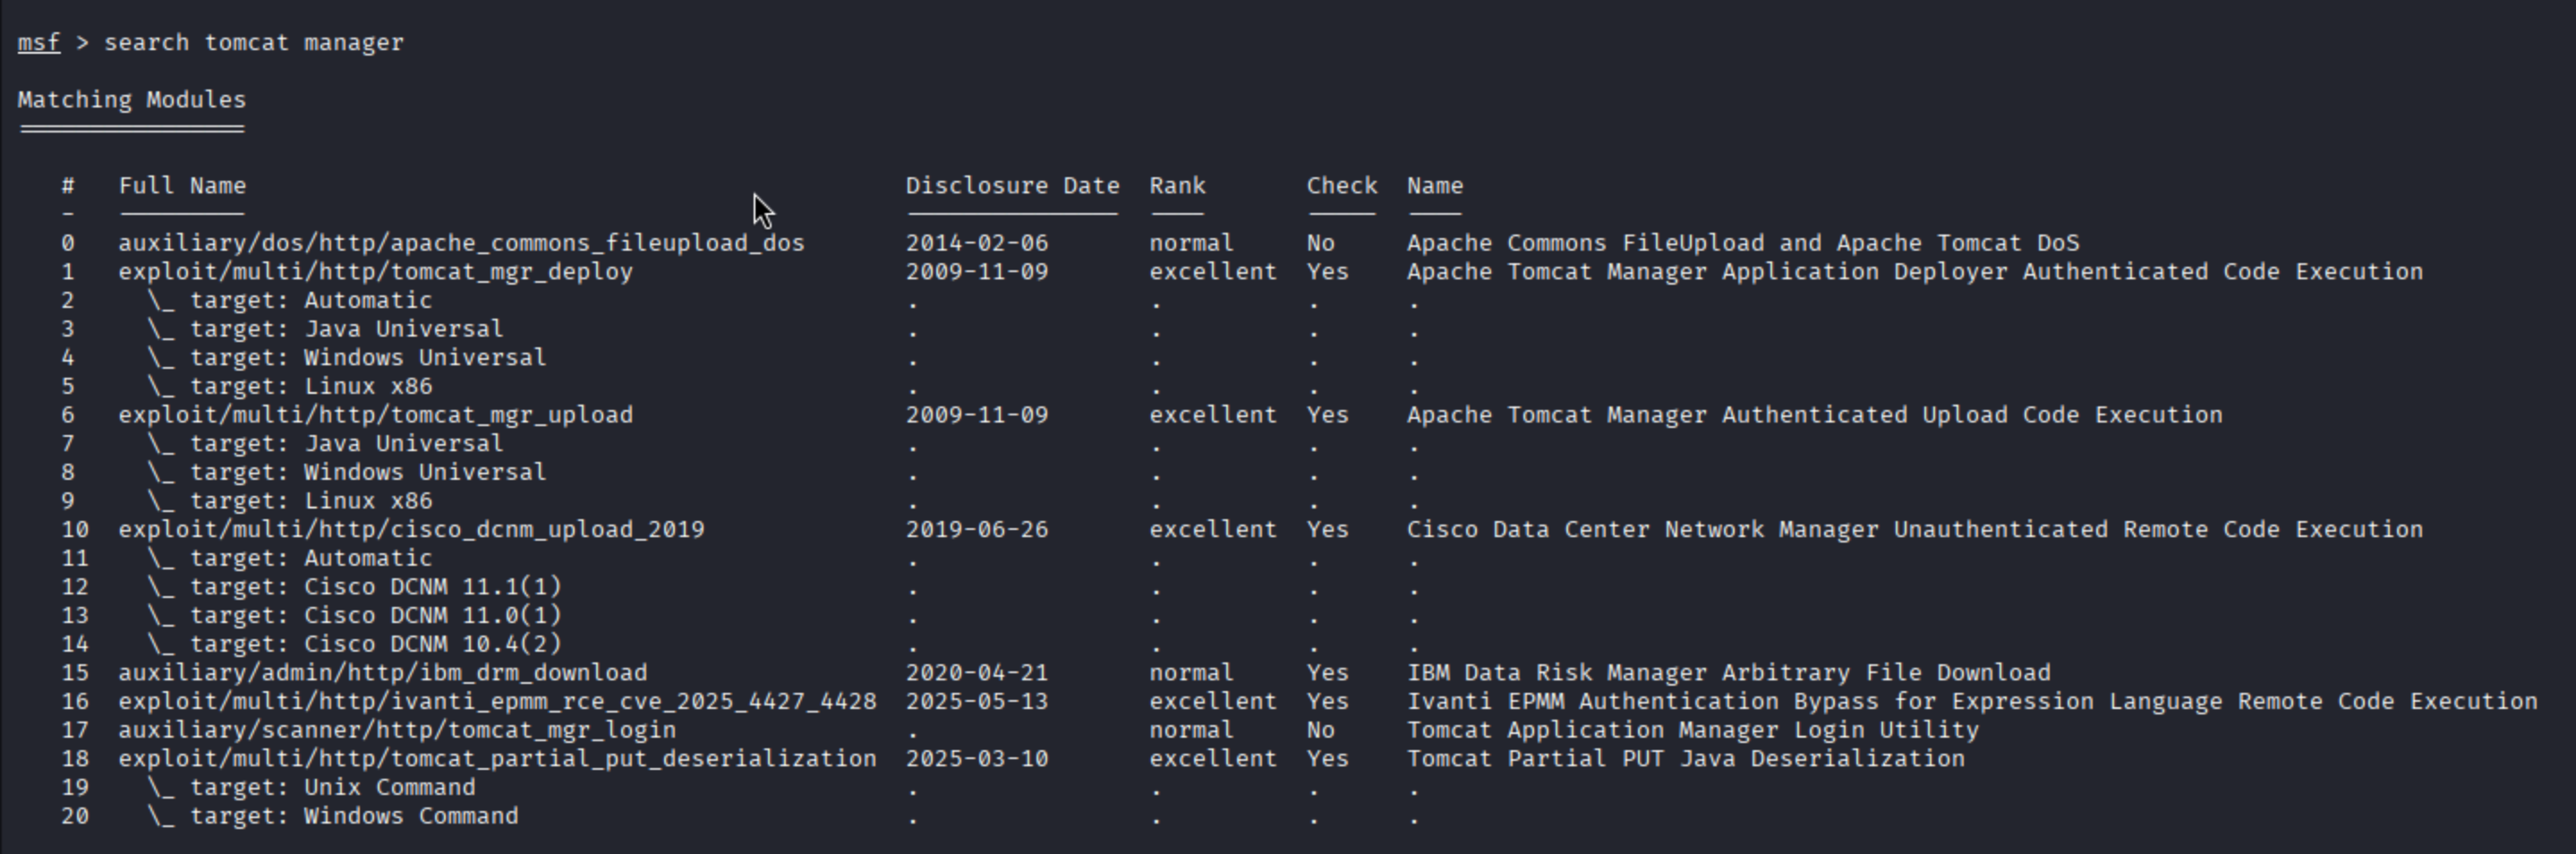 msf > search tomcat manager
Matching Modules
================
#   Full Name                                             Disclosure Date  Rank       Check  Name
-   ---------                                             ---------------  ----       -----  ----
0   auxiliary/dos/http/apache_commons_fileupload_dos       2014-02-06       normal     No     Apache Commons FileUpload and Apache Tomcat DoS
1   exploit/multi/http/tomcat_mgr_deploy                   2009-11-09       excellent  Yes    Apache Tomcat Manager Application Deployer Authenticated Code Execution
2     \_ target: Automatic                                 .                .          .      .
3     \_ target: Java Universal                            .                .          .      .
4     \_ target: Windows Universal                         .                .          .      .
5     \_ target: Linux x86                                 .                .          .      .
6   exploit/multi/http/tomcat_mgr_upload                   2009-11-09       excellent  Yes    Apache Tomcat Manager Authenticated Upload Code Execution
7     \_ target: Java Universal                            .                .          .      .
8     \_ target: Windows Universal                         .                .          .      .
9     \_ target: Linux x86                                 .                .          .      .
10  exploit/multi/http/cisco_dcnm_upload_2019              2019-06-26       excellent  Yes    Cisco Data Center Network Manager Unauthenticated Remote Code Execution
11    \_ target: Automatic                                 .                .          .      .
12    \_ target: Cisco DCNM 11.1(1)                        .                .          .      .
13    \_ target: Cisco DCNM 11.0(1)                        .                .          .      .
14    \_ target: Cisco DCNM 10.4(2)                        .                .          .      .
15  auxiliary/admin/http/ibm_drm_download                  2020-04-21       normal     Yes    IBM Data Risk Manager Arbitrary File Download
16  exploit/multi/http/ivanti_epmm_rce_cve_2025_4427_4428  2025-05-13       excellent  Yes    Ivanti EPMM Authentication Bypass for Expression Language Remote Code Execution
17  auxiliary/scanner/http/tomcat_mgr_login                .                normal     No     Tomcat Application Manager Login Utility
18  exploit/multi/http/tomcat_partial_put_deserialization  2025-03-10       excellent  Yes    Tomcat Partial PUT Java Deserialization
19    \_ target: Unix Command                              .                .          .      .
20    \_ target: Windows Command                           .                .          .      .